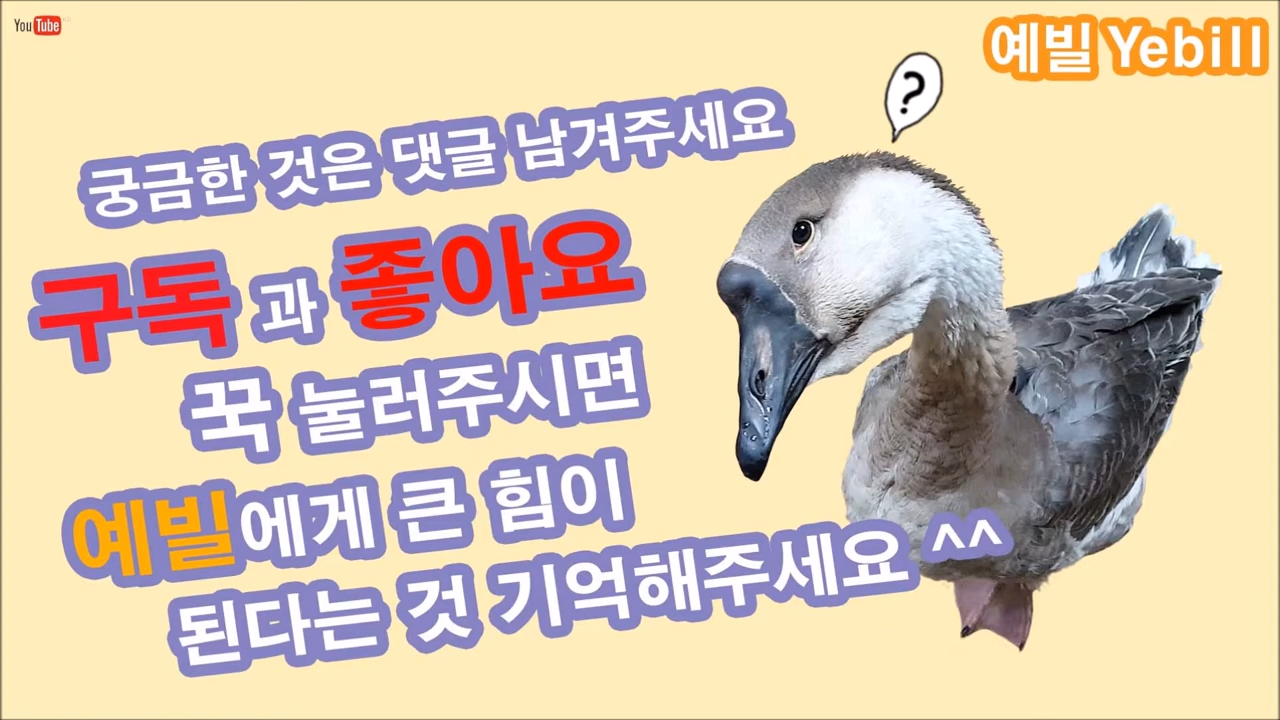 YouTube
예빌 Yebill
?
궁금한 것은 댓글 남겨주세요
구독 과 좋아요
꾹 눌러주시면
예빌에게 큰 힘이
된다는 것 기억해주세요 ^^